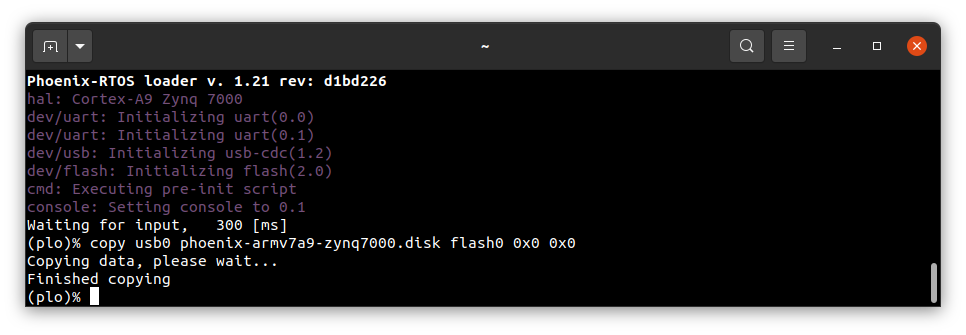 ~
Phoenix-RTOS loader v. 1.21 rev: d1bd226
hal: Cortex-A9 Zynq 7000
dev/uart: Initializing uart(0.0)
dev/uart: Initializing uart(0.1)
dev/usb: Initializing usb-cdc(1.2)
dev/flash: Initializing flash(2.0)
cmd: Executing pre-init script
console: Setting console to 0.1
Waiting for input,   300 [ms]
(plo)% copy usb0 phoenix-armv7a9-zynq7000.disk flash0 0x0 0x0
Copying data, please wait...
Finished copying
(plo)%